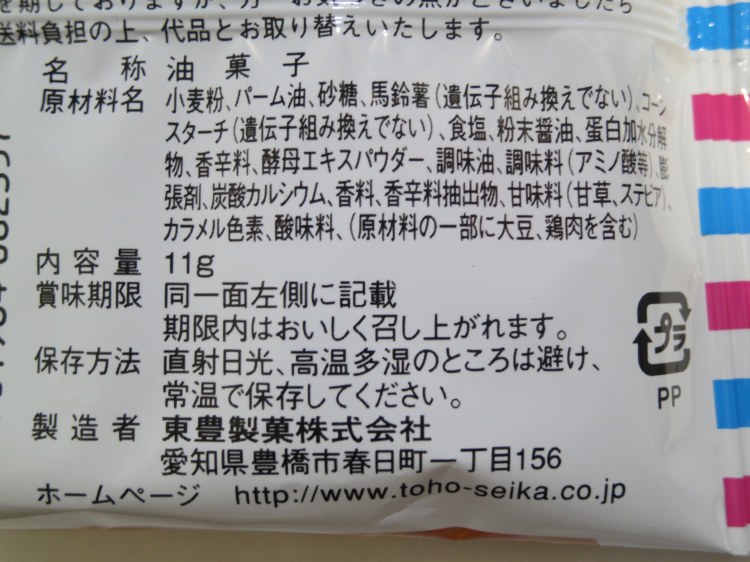 送料負担の上、代品とお取り替えいたします。
名称 油菓子
原材料名 小麦粉、パーム油、砂糖、馬鈴薯(遺伝子組み換えでない)、コーン
スターチ(遺伝子組み換えでない)、食塩、粉末醤油、蛋白加水分解
物、香辛料、酵母エキスパウダー、調味油、調味料(アミノ酸等)、膨
張剤、炭酸カルシウム、香料、香辛料抽出物、甘味料(甘草、ステビア)、
カラメル色素、酸味料、(原材料の一部に大豆、鶏肉を含む)
内容量 11g
賞味期限 同一面左側に記載
期限内はおいしく召し上がれます。
保存方法 直射日光、高温多湿のところは避け、
常温で保存してください。
製造者 東豊製菓株式会社
愛知県豊橋市春日町一丁目156
ホームページ http://www.toho-seika.co.jp
プラ
PP